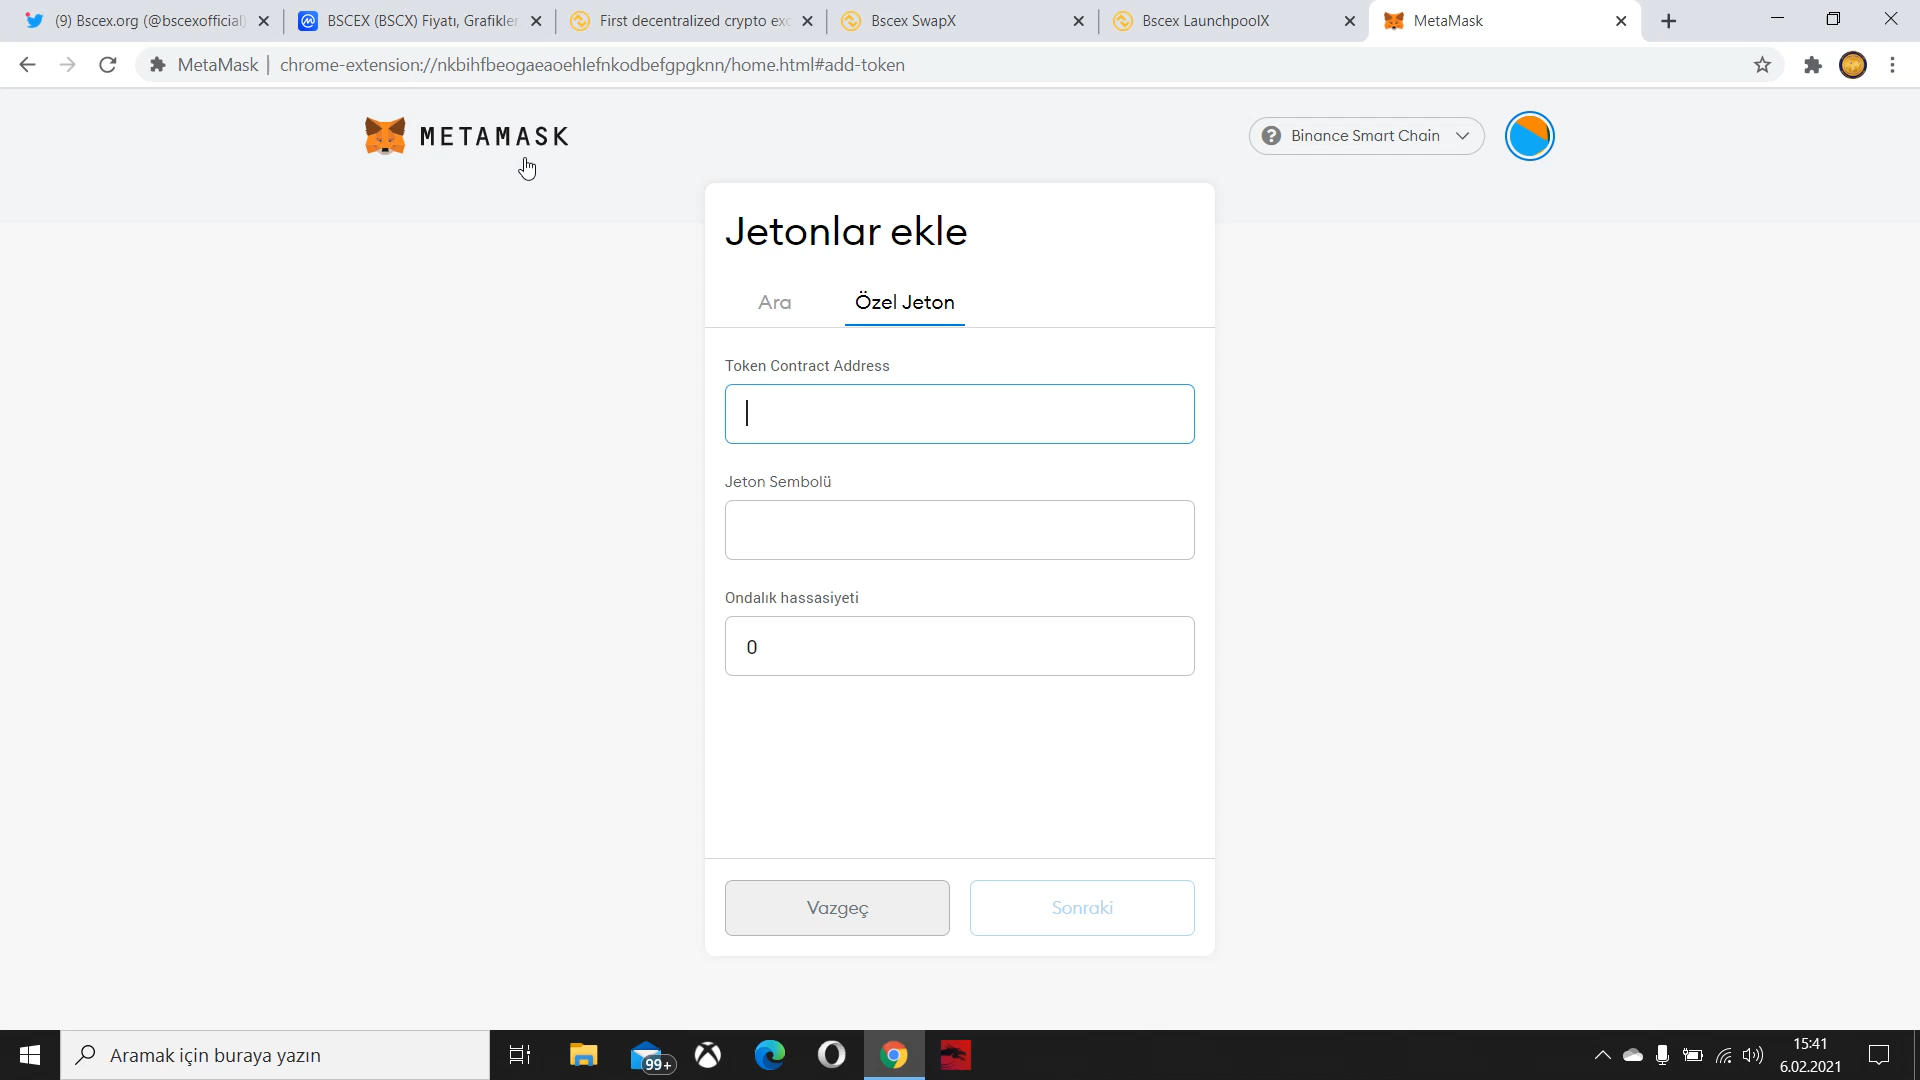 (9) Bscex.org (@bscexofficial)
BSCEX (BSCX) Fiyatı, Grafikler
First decentralized crypto exc
Bscex SwapX
Bscex LaunchpoolX
MetaMask
MetaMask | chrome-extension://nkbihfbeogaeaoehlefnkodbefgpgknn/home.html#add-token
METAMASK
? Binance Smart Chain
Jetonlar ekle
Ara
Özel Jeton
Token Contract Address
Jeton Sembolü
Ondalık hassasiyeti
0
Vazgeç
Sonraki
Aramak için buraya yazın
99+
15:41
6.02.2021